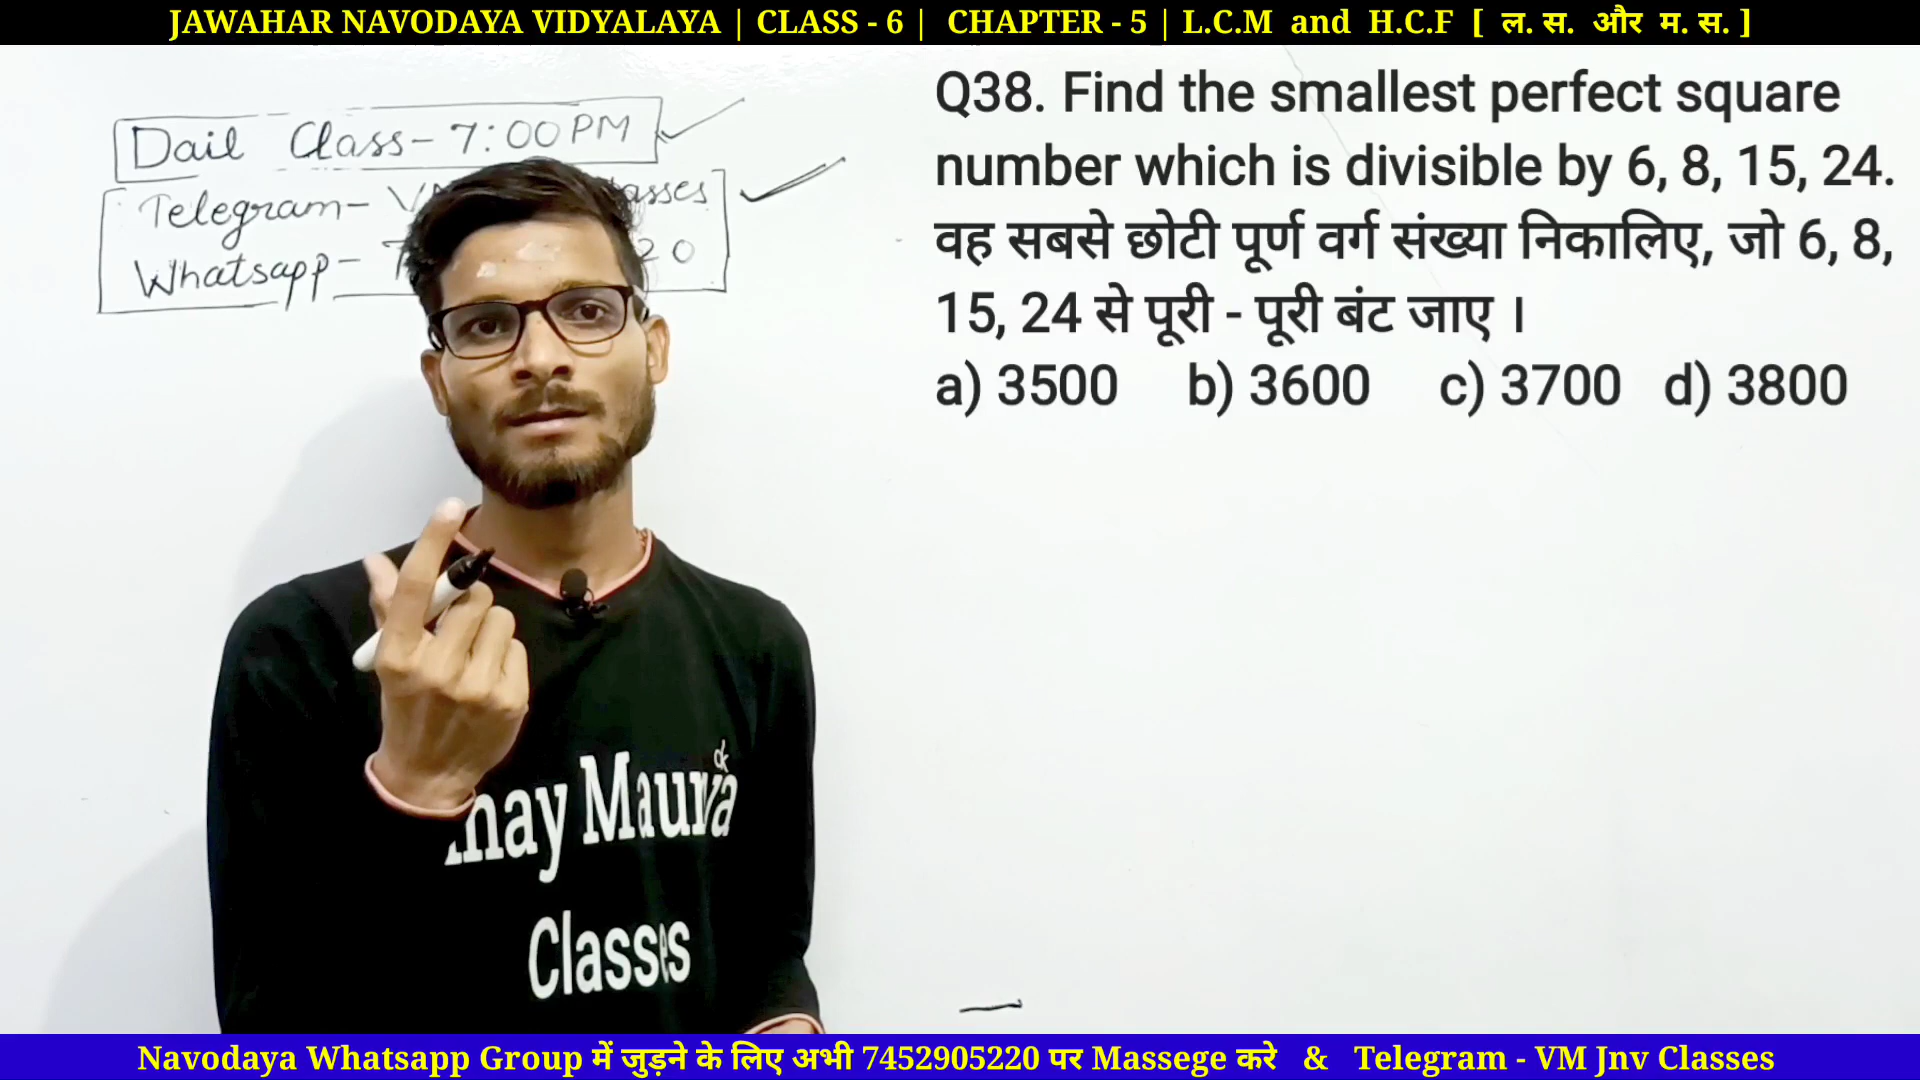 JAWAHAR NAVODAYA VIDYALAYA | CLASS - 6 | CHAPTER - 5 | L.C.M and H.C.F [ ल. स. और म. स. ]
Dail Class - 7:00 PM
Telegram -
Whatsapp -
Q38. Find the smallest perfect square
number which is divisible by 6, 8, 15, 24.
वह सबसे छोटी पूर्ण वर्ग संख्या निकालिए, जो 6, 8,
15, 24 से पूरी - पूरी बंट जाए ।
a) 3500 b) 3600 c) 3700 d) 3800
Maurya
Classes
Navodaya Whatsapp Group में जुड़ने के लिए अभी 7452905220 पर Massege करे & Telegram - VM Jnv Classes